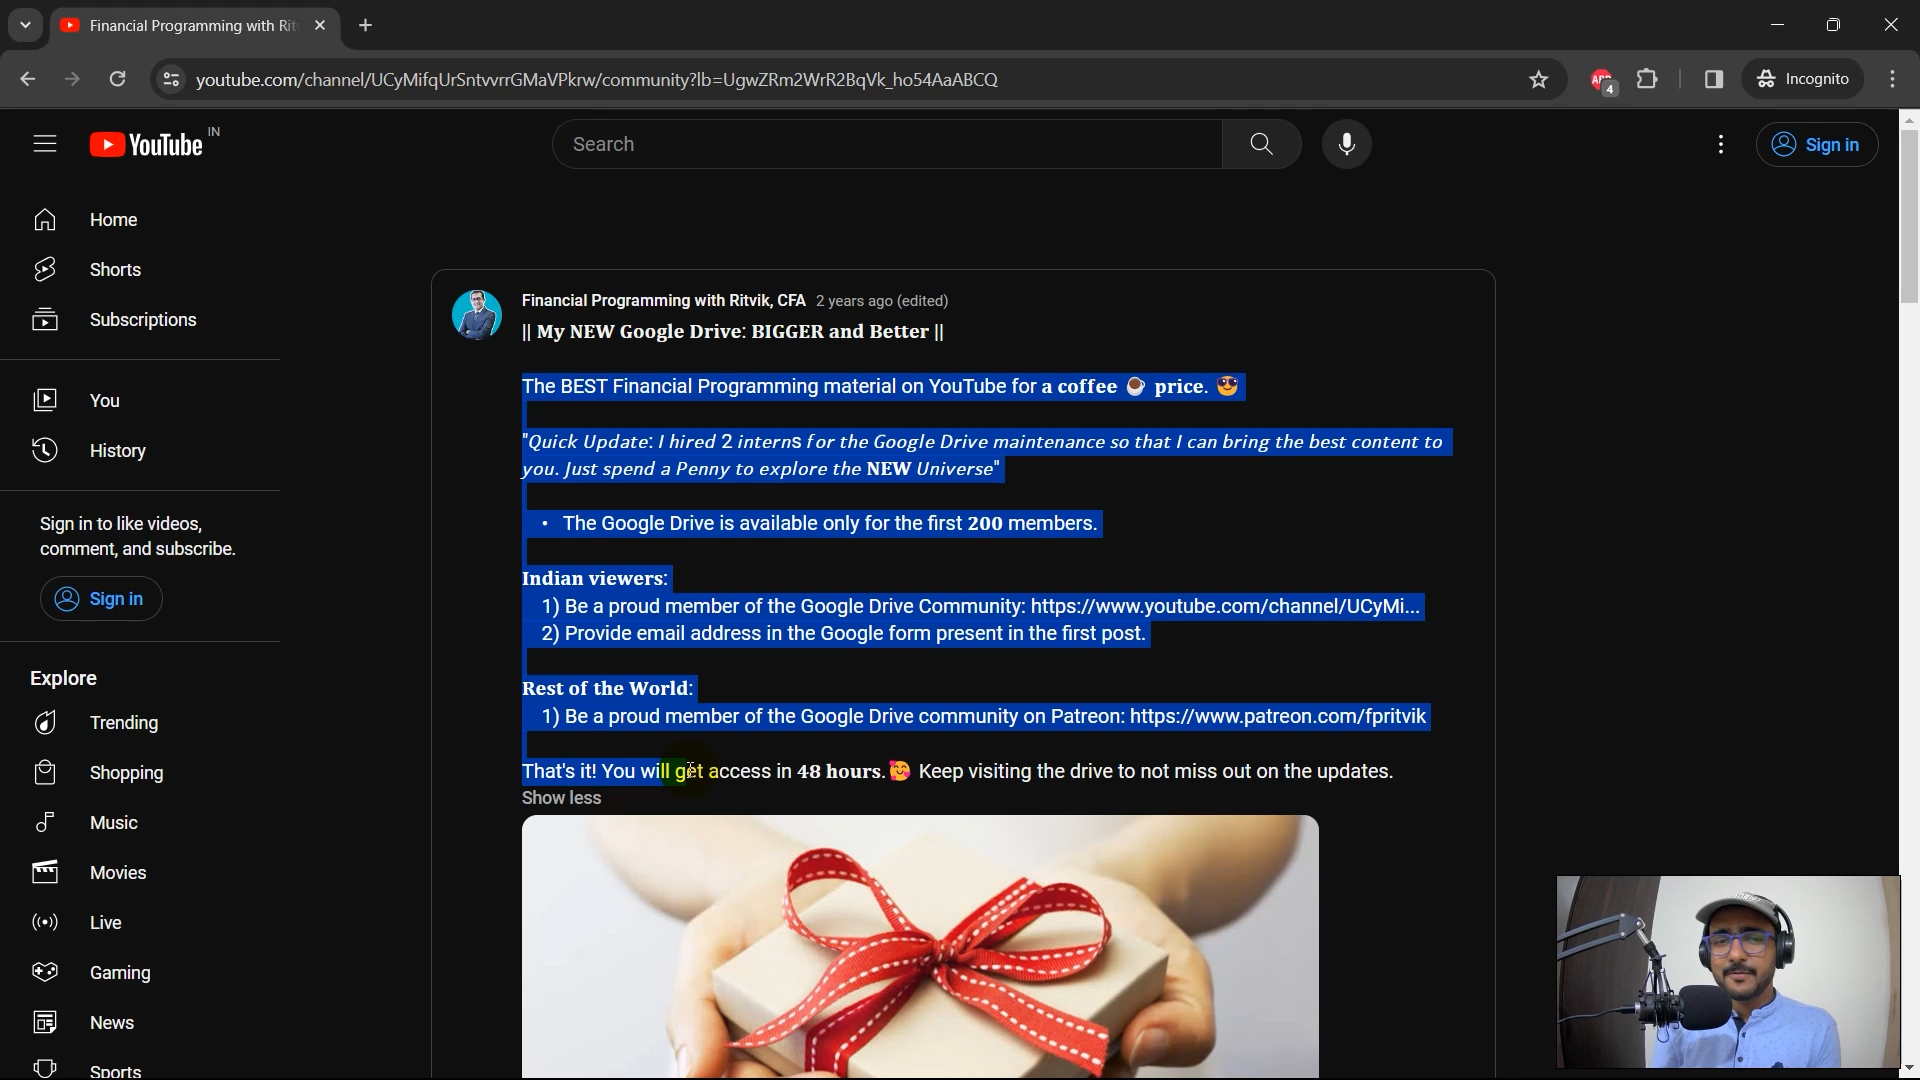 Financial Programming with Rit
youtube.com/channel/UCyMifqUrSntvvrrGMaVPkrw/community?lb=UgwZRm2WrR2BqVk_ho54AaABCQ
ABP
4
Incognito
YouTube IN
Search
Sign in
Home
Shorts
Subscriptions
You
History
Sign in to like videos,
comment, and subscribe.
Sign in
Explore
Trending
Shopping
Music
Movies
Live
Gaming
News
Sports
Financial Programming with Ritvik, CFA 2 years ago (edited)
|| My NEW Google Drive: BIGGER and Better ||
The BEST Financial Programming material on YouTube for a coffee ☕ price. 😎
"Quick Update: I hired 2 interns for the Google Drive maintenance so that I can bring the best content to
you. Just spend a Penny to explore the NEW Universe"
• The Google Drive is available only for the first 200 members.
Indian viewers:
1) Be a proud member of the Google Drive Community: https://www.youtube.com/channel/UCyMi...
2) Provide email address in the Google form present in the first post.
Rest of the World:
1) Be a proud member of the Google Drive community on Patreon: https://www.patreon.com/fpritvik
That's it! You will get access in 48 hours.🥰 Keep visiting the drive to not miss out on the updates.
Show less